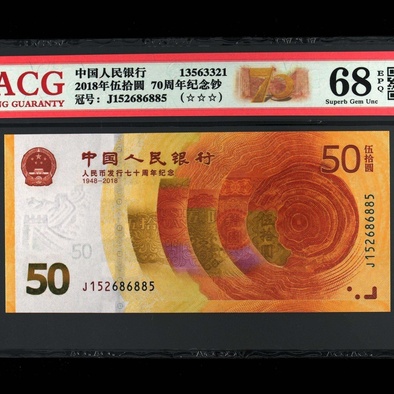 ACG
NG GUARANTY
中国人民银行 13563321
2018年伍拾圆 70周年纪念钞
冠号: J152686885 (☆☆☆)
70
68 EPQ
Superb Gem Unc
中国人民银行
人民币发行七十周年纪念
1948-2018
50 伍拾圆
50
50
J152686885
J152686885